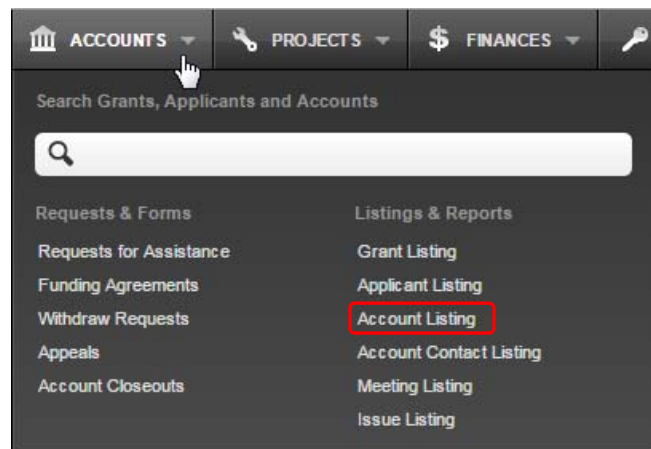 ACCOUNTS PROJECTS $ FINANCES
Search Grants, Applicants and Accounts
Requests & Forms
Requests for Assistance
Funding Agreements
Withdraw Requests
Appeals
Account Closeouts
Listings & Reports
Grant Listing
Applicant Listing
Account Listing
Account Contact Listing
Meeting Listing
Issue Listing